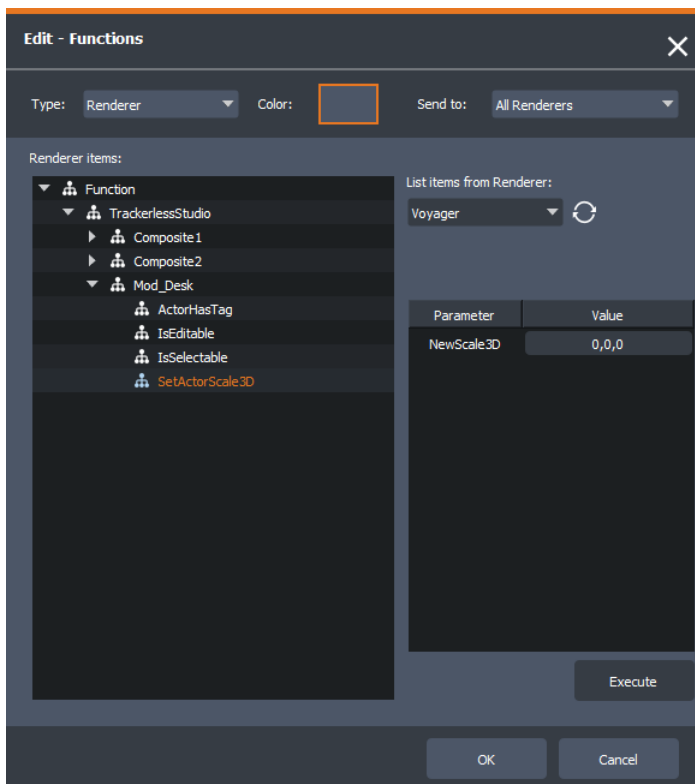 Edit - Functions
Type: Renderer Color: Send to: All Renderers
Renderer items:
Function
TrackerlessStudio
Composite1
Composite2
Mod_Desk
ActorHasTag
IsEditable
IsSelectable
SetActorScale3D
List items from Renderer:
Voyager
Parameter Value
NewScale3D 0,0,0
Execute
OK Cancel